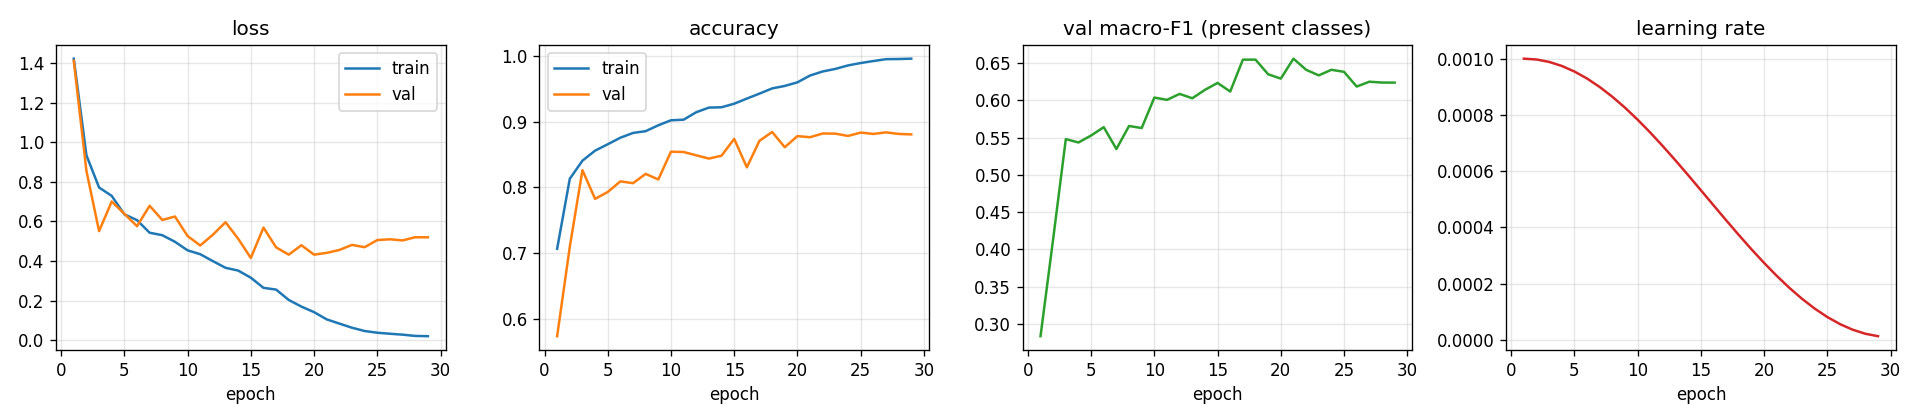 loss
1.4
1.2
1.0
0.8
0.6
0.4
0.2
0.0
train
val
0 5 10 15 20 25 30
epoch
accuracy
1.0
0.9
0.8
0.7
0.6
train
val
0 5 10 15 20 25 30
epoch
val macro-F1 (present classes)
0.65
0.60
0.55
0.50
0.45
0.40
0.35
0.30
0 5 10 15 20 25 30
epoch
learning rate
0.0010
0.0008
0.0006
0.0004
0.0002
0.0000
0 5 10 15 20 25 30
epoch